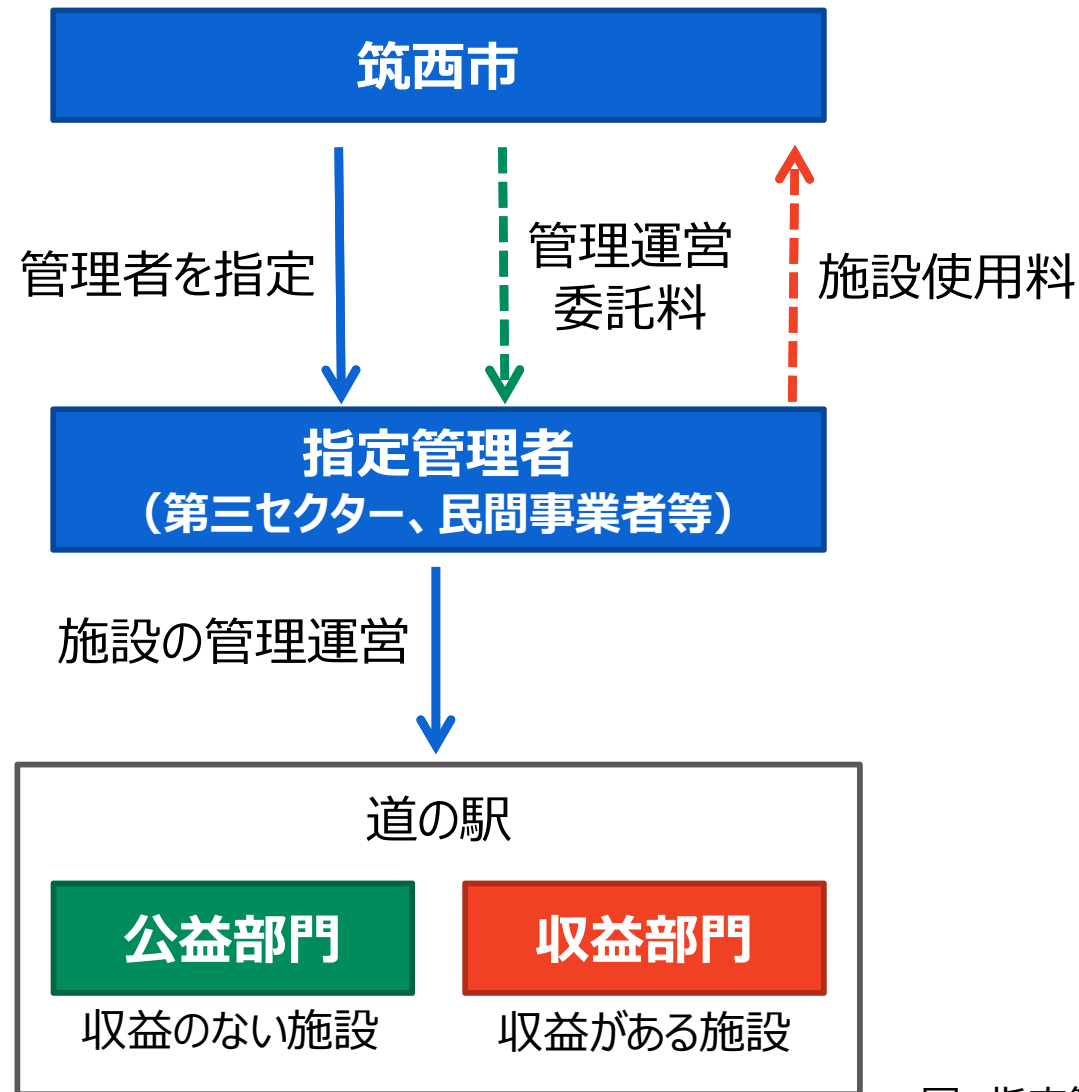 筑西市
管理者を指定
管理運営
委託料
施設使用料
指定管理者
（第三セクター、民間事業者等）
施設の管理運営
道の駅
公益部門
収益部門
収益のない施設
収益がある施設